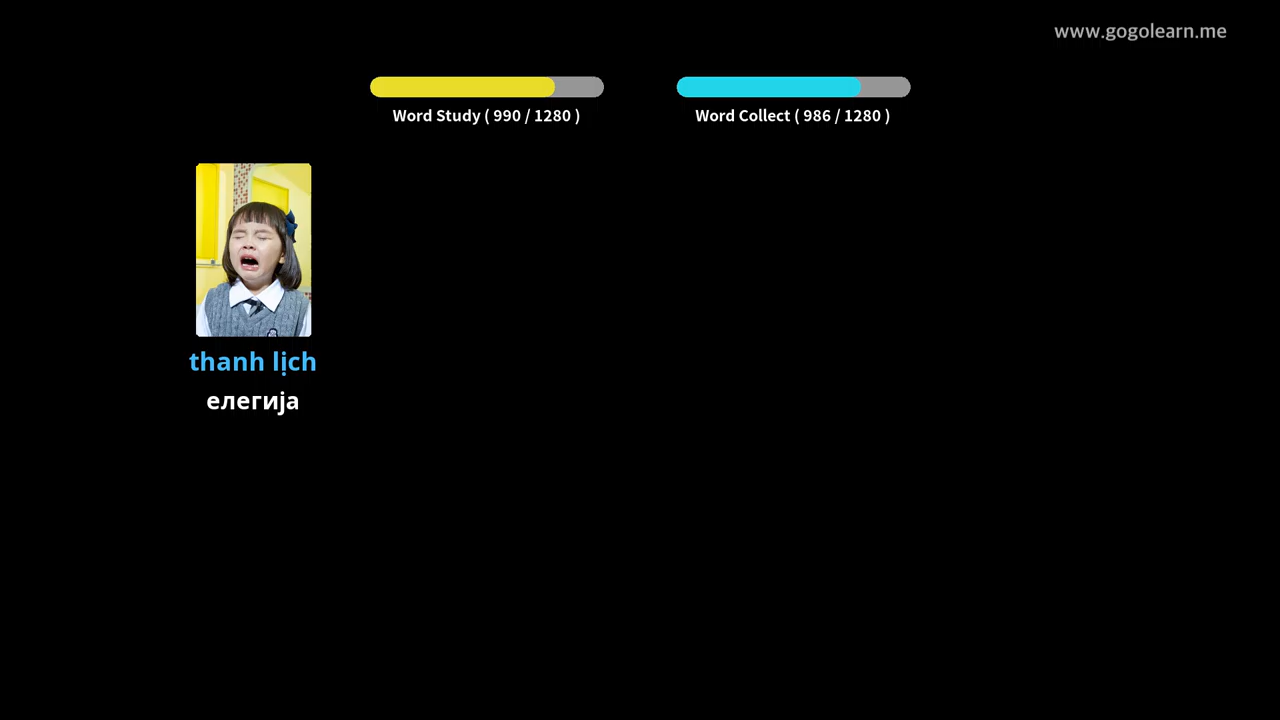 www.gogolearn.me
Word Study ( 990 / 1280 )
Word Collect ( 986 / 1280 )
thanh lịch
елегија